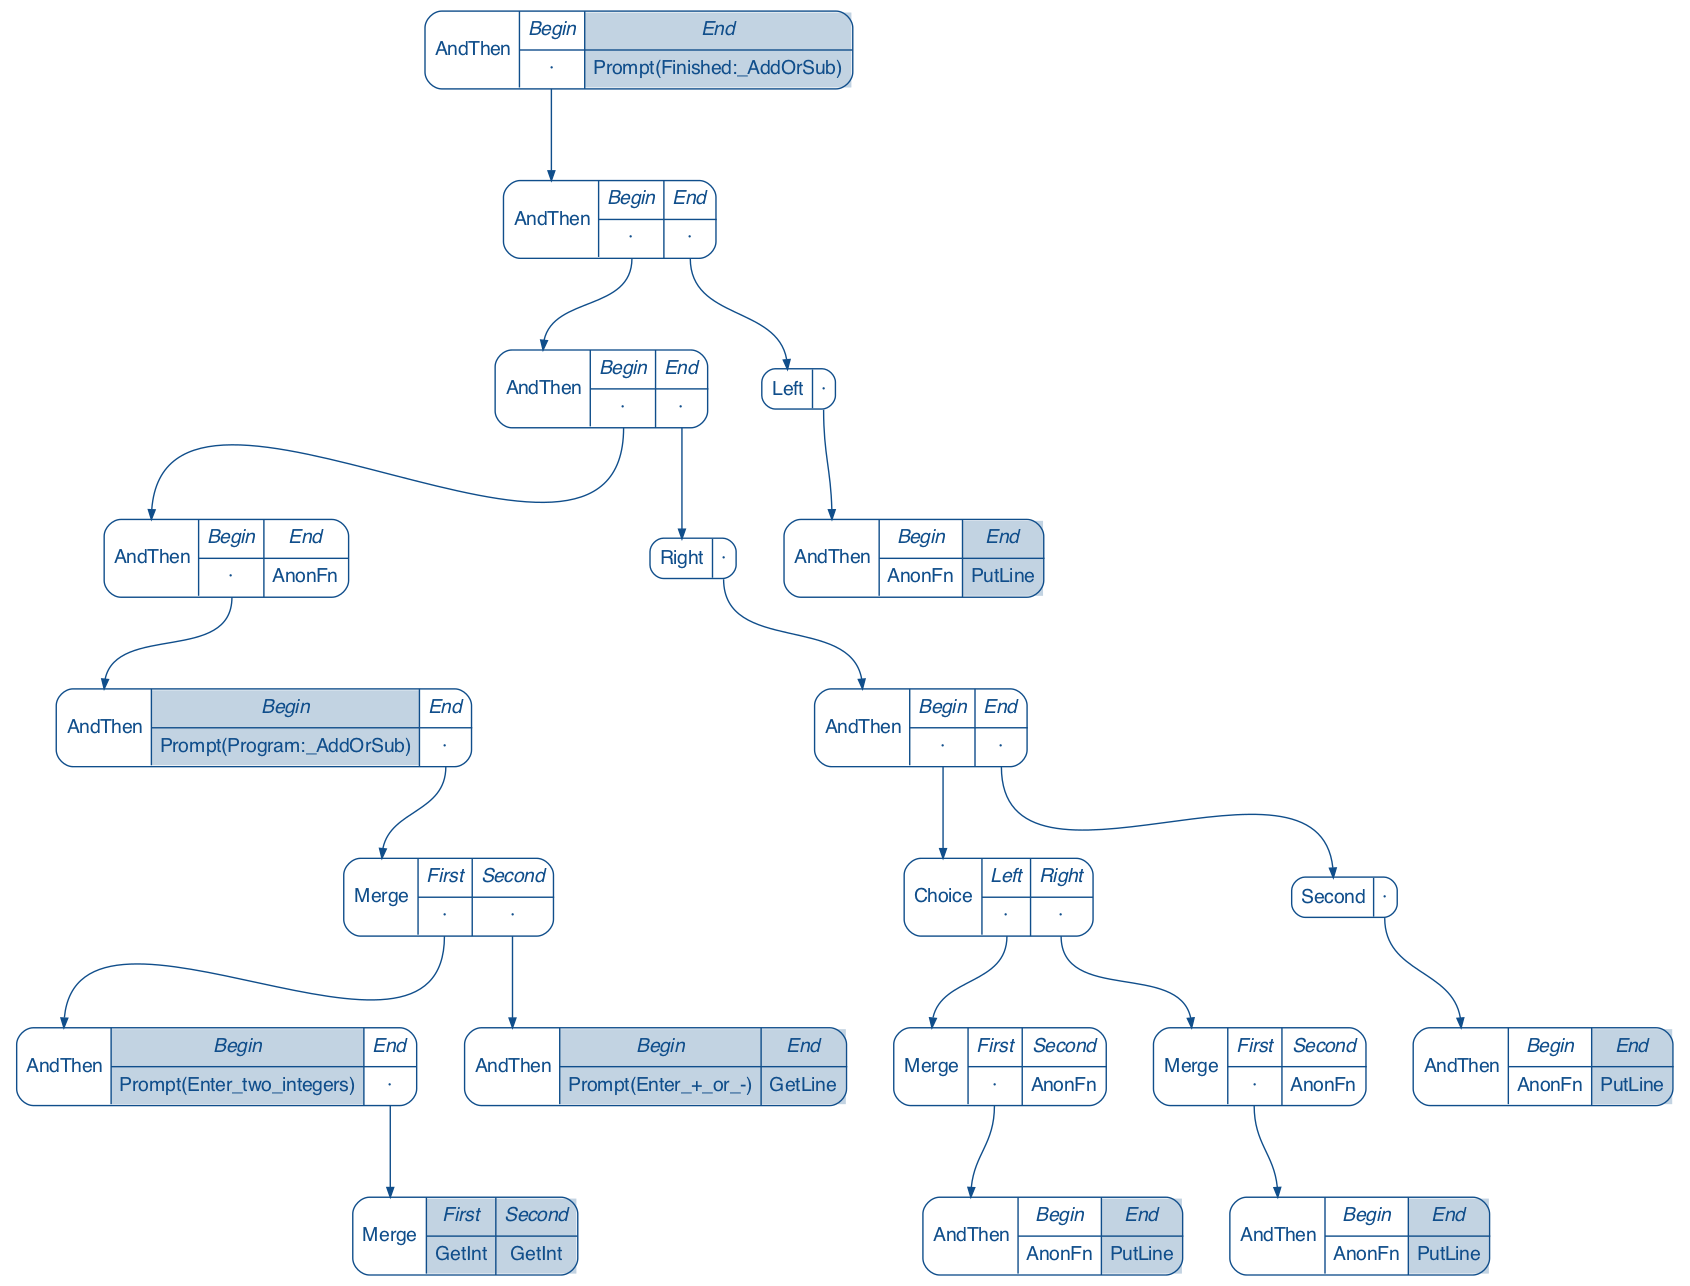 Begin End
AndThen
· Prompt(Finished:_AddOrSub)
Begin End
AndThen
· ·
Begin End
AndThen
· ·
Left ·
Begin End
AndThen
· AnonFn
Right ·
Begin End
AndThen
AnonFn PutLine
Begin End
AndThen
Prompt(Program:_AddOrSub) ·
Begin End
AndThen
· ·
First Second
Merge
· ·
Left Right
Choice
· ·
Second ·
Begin End
AndThen
Prompt(Enter_two_integers) ·
Begin End
AndThen
Prompt(Enter_+_or_-) GetLine
First Second
Merge
· AnonFn
First Second
Merge
· AnonFn
Begin End
AndThen
AnonFn PutLine
First Second
Merge
GetInt GetInt
Begin End
AndThen
AnonFn PutLine
Begin End
AndThen
AnonFn PutLine